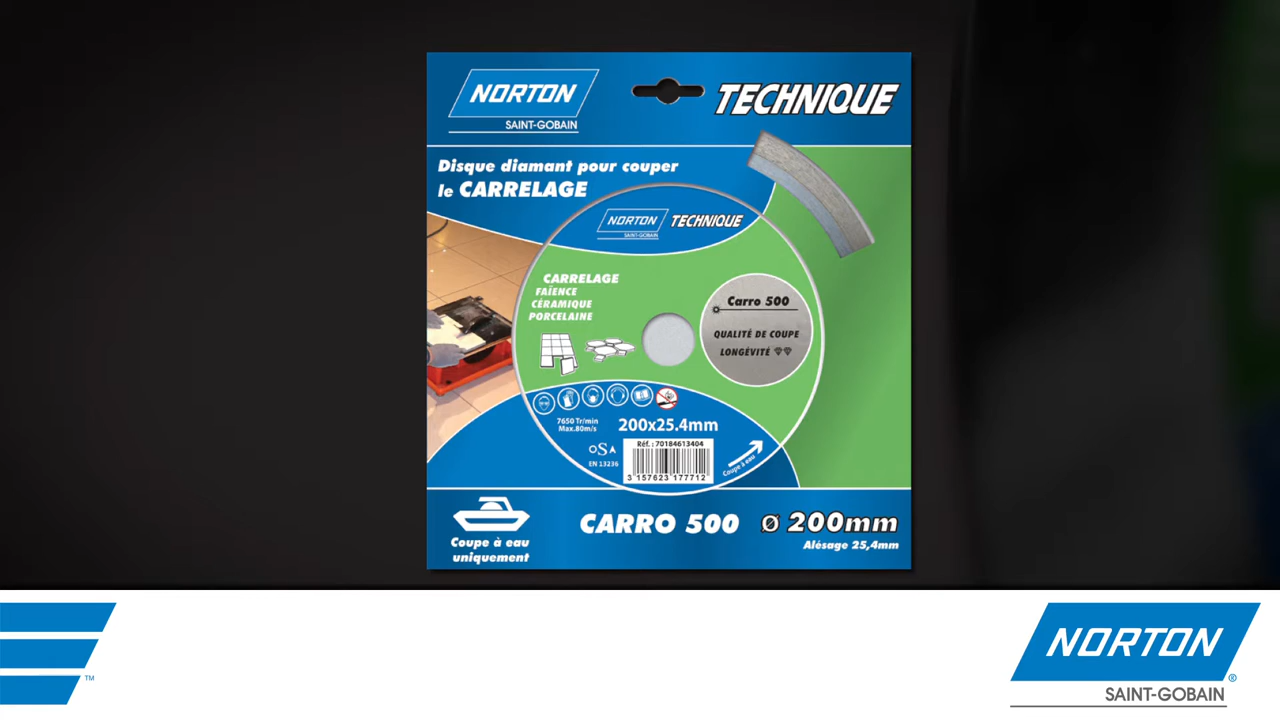 NORTON
SAINT-GOBAIN
TECHNIQUE
Disque diamant pour couper
le CARRELAGE
NORTON TECHNIQUE
SAINT-GOBAIN
CARRELAGE
FAÏENCE
CÉRAMIQUE
PORCELAINE
Carro 500
QUALITÉ DE COUPE
LONGÉVITÉ
7650 Tr/min
Max.80m/s
200x25.4mm
oSA
EN 13236
Réf. : 70184613404
3 157623 177712
Coupe à eau
Coupe à eau
uniquement
CARRO 500
Ø 200mm
Alésage 25,4mm
TM
NORTON
®
SAINT-GOBAIN